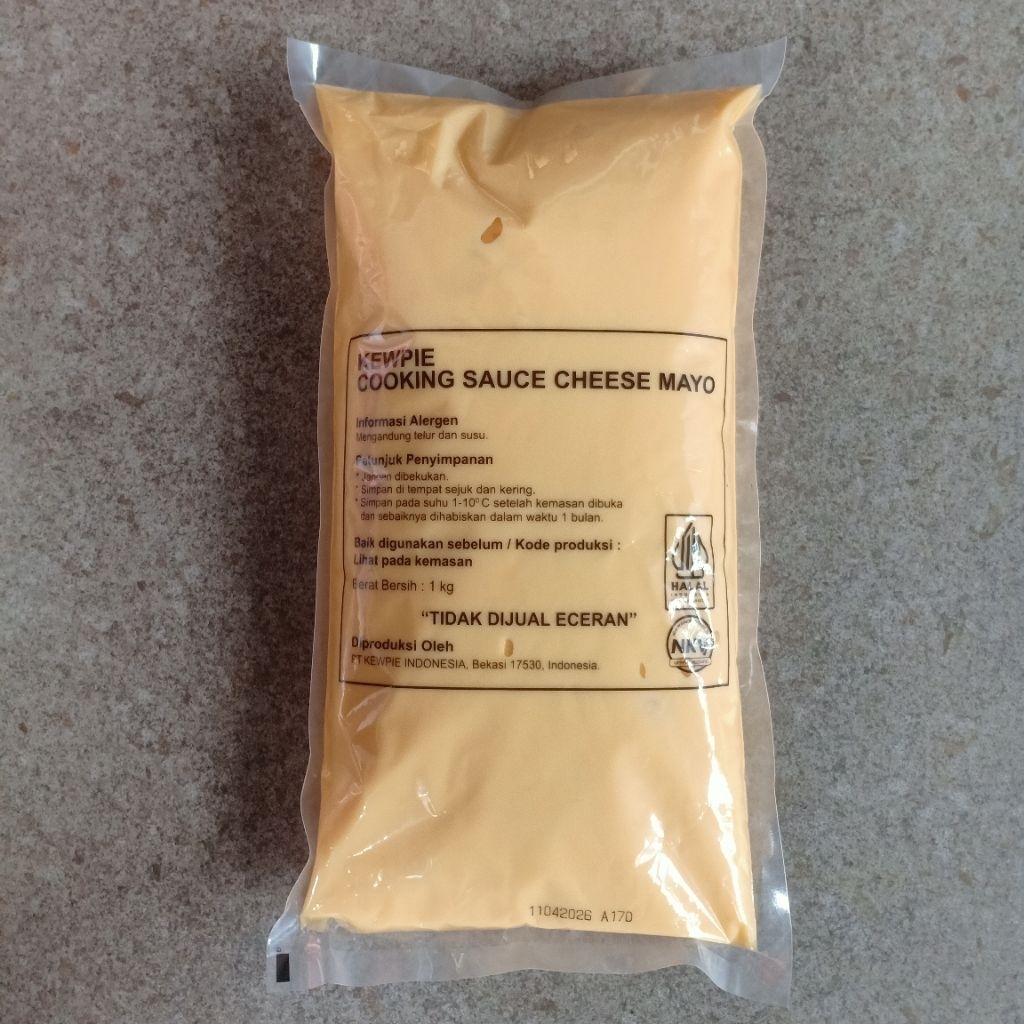 KEWPIE
COOKING SAUCE CHEESE MAYO
Informasi Alergen
Mengandung telur dan susu.
Petunjuk Penyimpanan
* Jangan dibekukan.
* Simpan di tempat sejuk dan kering.
* Simpan pada suhu 1-10° C setelah kemasan dibuka
dan sebaiknya dihabiskan dalam waktu 1 bulan.
Baik digunakan sebelum / Kode produksi :
Lihat pada kemasan
Berat Bersih : 1 kg
HALAL
INDONESIA
“TIDAK DIJUAL ECERAN”
Diproduksi Oleh
PT KEWPIE INDONESIA, Bekasi 17530, Indonesia.
NKV
11042026 A17D